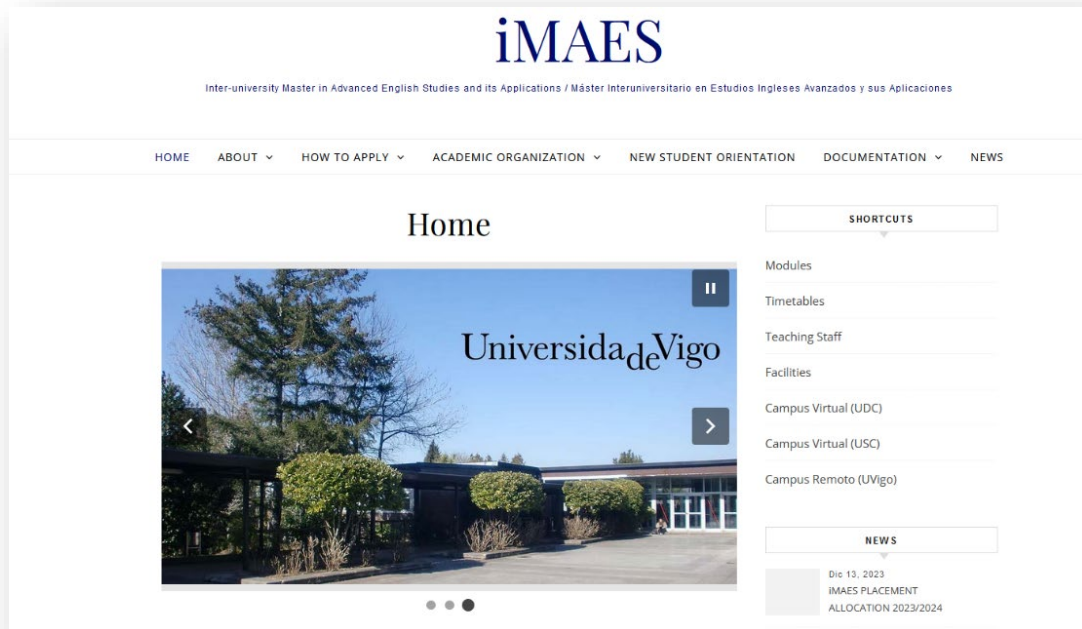 iMAES
Inter-university Master in Advanced English Studies and its Applications / Máster Interuniversitario en Estudios Ingleses Avanzados y sus Aplicaciones
HOME ABOUT HOW TO APPLY ACADEMIC ORGANIZATION NEW STUDENT ORIENTATION DOCUMENTATION NEWS
Home
UniversidadeVigo
SHORTCUTS
Modules
Timetables
Teaching Staff
Facilities
Campus Virtual (UDC)
Campus Virtual (USC)
Campus Remoto (UVigo)
NEWS
Dic 13, 2023
iMAES PLACEMENT
ALLOCATION 2023/2024